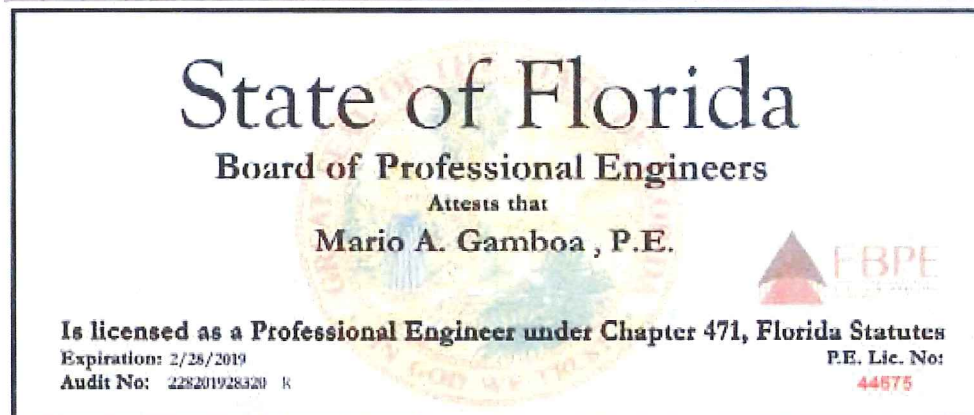 State of Florida
Board of Professional Engineers
Attests that
Mario A. Gamboa , P.E.
FBPE
Is licensed as a Professional Engineer under Chapter 471, Florida Statutes
Expiration: 2/28/2019
P.E. Lic. No:
Audit No: 228201928320 R
44675